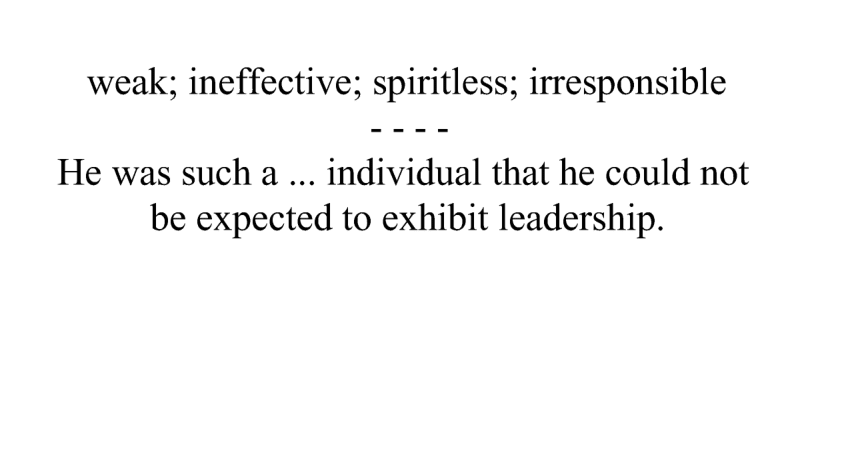 weak; ineffective; spiritless; irresponsible
- - - -
He was such a ... individual that he could not
be expected to exhibit leadership.